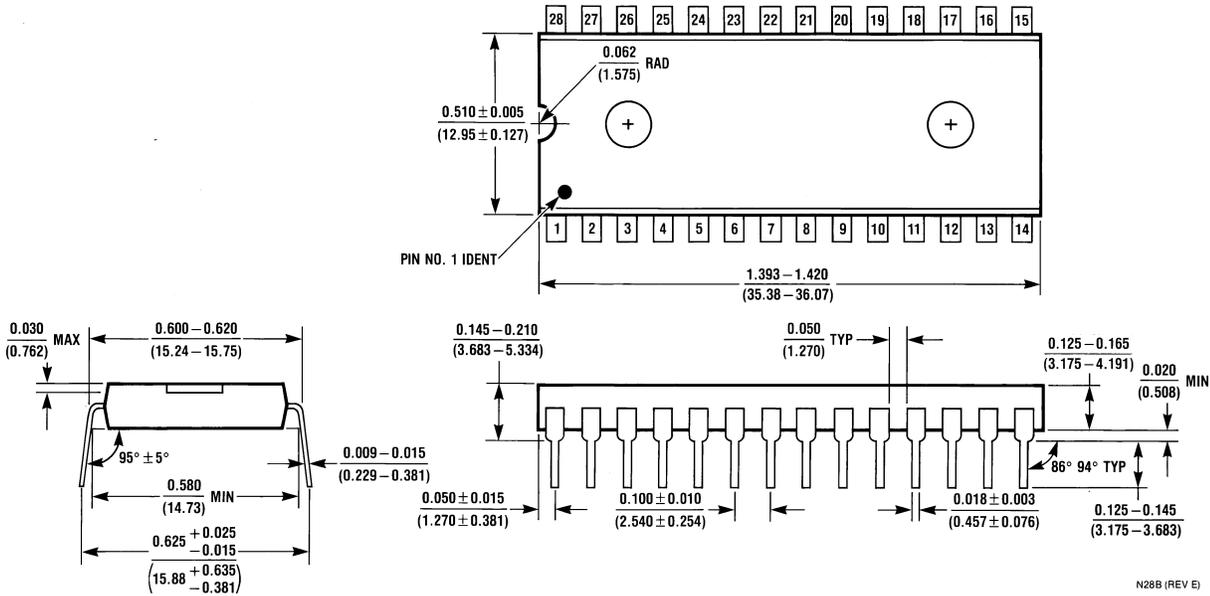 28 27 26 25 24 23 22 21 20 19 18 17 16 15
0.062
(1.575)
RAD
0.510 ± 0.005
(12.95 ± 0.127)
PIN NO. 1 IDENT
1 2 3 4 5 6 7 8 9 10 11 12 13 14
1.393 – 1.420
(35.38 – 36.07)
0.030
(0.762)
MAX
0.600 – 0.620
(15.24 – 15.75)
95° ± 5°
0.580
(14.73)
MIN
0.009 – 0.015
(0.229 – 0.381)
0.625 + 0.025
– 0.015
(15.88 + 0.635
– 0.381)
0.145 – 0.210
(3.683 – 5.334)
0.050
(1.270)
TYP
0.125 – 0.165
(3.175 – 4.191)
0.020
(0.508)
MIN
86° 94° TYP
0.050 ± 0.015
(1.270 ± 0.381)
0.100 ± 0.010
(2.540 ± 0.254)
0.018 ± 0.003
(0.457 ± 0.076)
0.125 – 0.145
(3.175 – 3.683)
N28B (REV E)